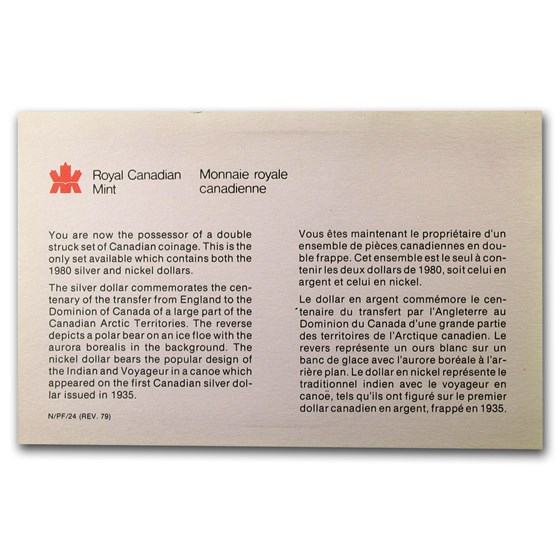 Royal Canadian
Mint
Monnaie royale
canadienne
You are now the possessor of a double
struck set of Canadian coinage. This is the
only set available which contains both the
1980 silver and nickel dollars.
The silver dollar commemorates the cen-
tenary of the transfer from England to the
Dominion of Canada of a large part of the
Canadian Arctic Territories. The reverse
depicts a polar bear on an ice floe with the
aurora borealis in the background. The
nickel dollar bears the popular design of
the Indian and Voyageur in a canoe which
appeared on the first Canadian silver dol-
lar issued in 1935.
N/PF/24 (REV. 79)
Vous êtes maintenant le propriétaire d'un
ensemble de pièces canadiennes en dou-
ble frappe. Cet ensemble est le seul à con-
tenir les deux dollars de 1980, soit celui en
argent et celui en nickel.
Le dollar en argent commémore le cen-
tenaire du transfert par l'Angleterre au
Dominion du Canada d'une grande partie
des territoires de l'Arctique canadien. Le
revers représente un ours blanc sur un
banc de glace avec l'aurore boréale à l'ar-
rière plan. Le dollar en nickel représente le
traditionnel indien avec le voyageur en
canoë, tels qu'ils ont figuré sur le premier
dollar canadien en argent, frappé en 1935.